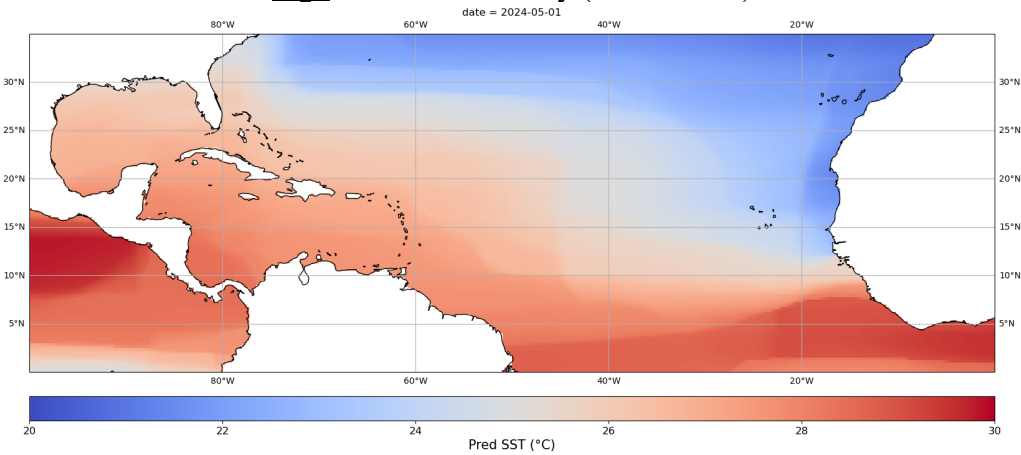 date = 2024-05-01
80°W 60°W 40°W 20°W
30°N 30°N
25°N 25°N
20°N 20°N
15°N 15°N
10°N 10°N
5°N 5°N
80°W 60°W 40°W 20°W
20 22 24 26 28 30
Pred SST (°C)